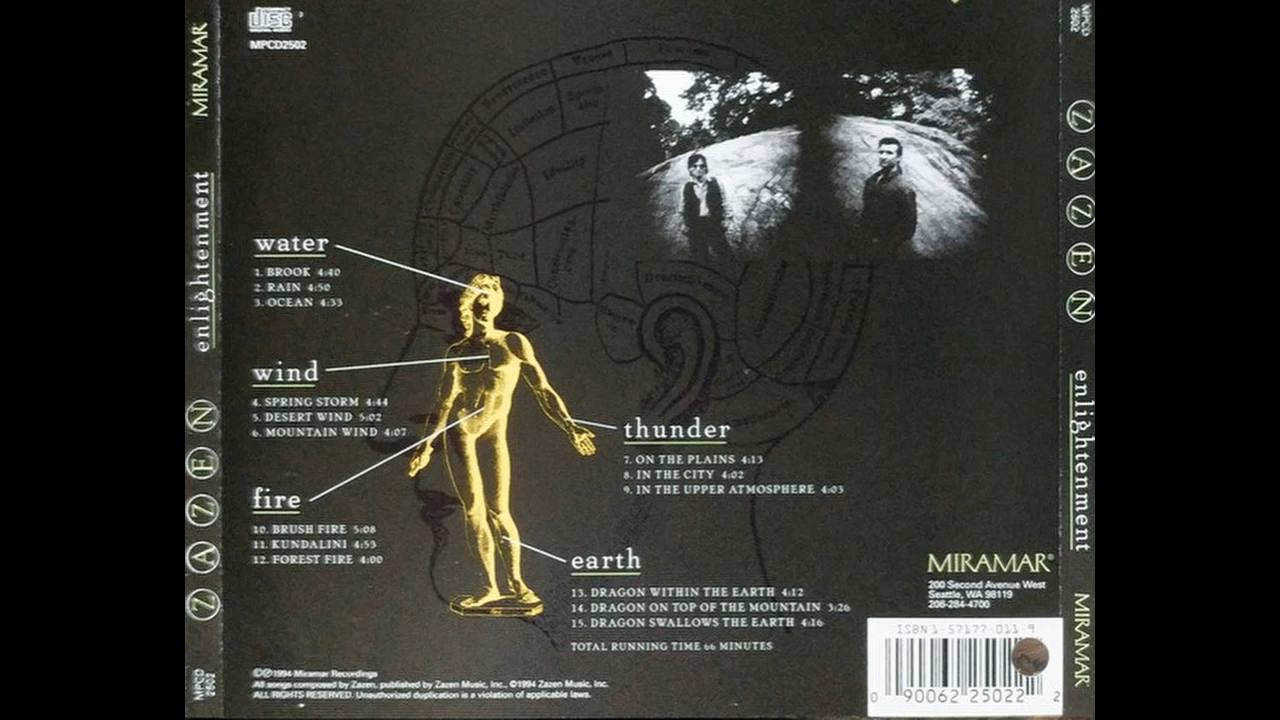 disc
DIGITAL AUDIO
MPCD2502
MIRAMAR
enlightenment
ZAZEN
MPCD
2502
water
1. BROOK 4:40
2. RAIN 4:50
3. OCEAN 4:33
wind
4. SPRING STORM 4:44
5. DESERT WIND 5:02
6. MOUNTAIN WIND 4:07
thunder
7. ON THE PLAINS 4:13
8. IN THE CITY 4:02
9. IN THE UPPER ATMOSPHERE 4:03
fire
10. BRUSH FIRE 5:08
11. KUNDALINI 4:53
12. FOREST FIRE 4:00
earth
13. DRAGON WITHIN THE EARTH 4:12
14. DRAGON ON TOP OF THE MOUNTAIN 3:26
15. DRAGON SWALLOWS THE EARTH 4:16
TOTAL RUNNING TIME 66 MINUTES
©℗1994 Miramar Recordings
All songs composed by Zazen, published by Zazen Music, Inc., ©1994 Zazen Music, Inc.
ALL RIGHTS RESERVED. Unauthorized duplication is a violation of applicable laws.
MIRAMAR®
200 Second Avenue West
Seattle, WA 98119
206-284-4700
ISBN 1-57177-011-9
0 90062 25022 2
MPCD
2502
ZAZEN
enlightenment
MIRAMAR